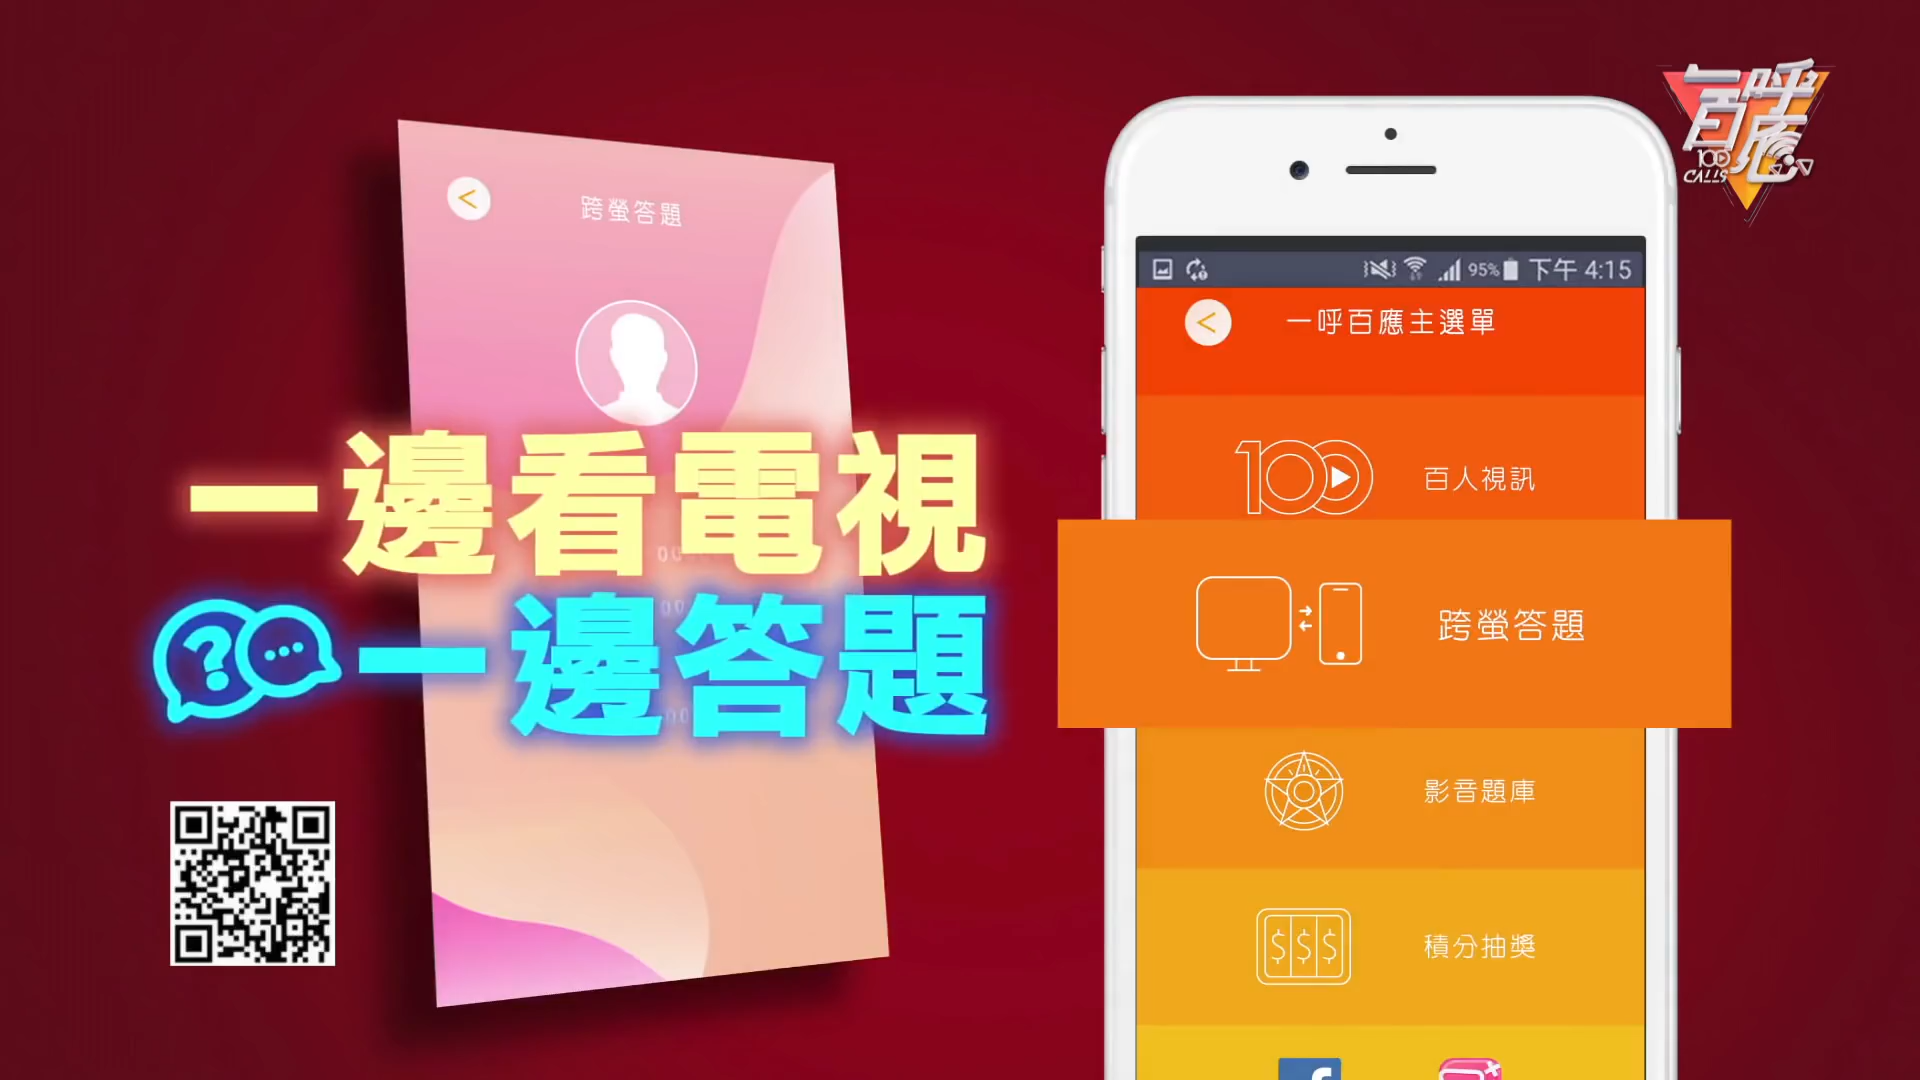 百呼應
100
CALLS
跨螢答題
一邊看電視
一邊答題
95% 下午 4:15
一呼百應主選單
100 百人視訊
跨螢答題
影音題庫
$ $ $ 積分抽獎